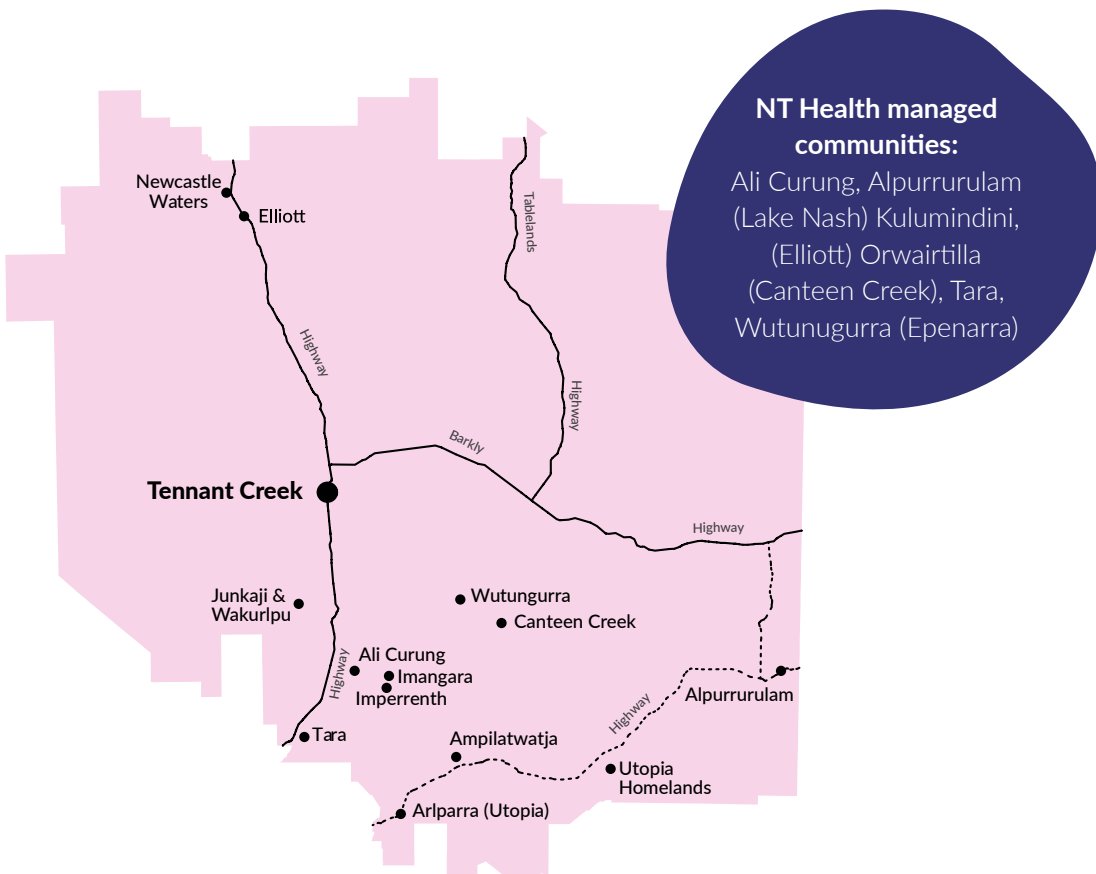 NT Health managed
communities:
Ali Curung, Alpurrurulam
(Lake Nash) Kulumindini,
(Elliott) Orwairtilla
(Canteen Creek), Tara,
Wutunugurra (Epenarra)
Newcastle
Waters
Elliott
Tablelands
Highway
Highway
Barkly
Tennant Creek
Highway
Junkaji &
Wakurlpu
Wutungurra
Canteen Creek
Highway
Ali Curung
Imangara
Imperrenth
Alpurrurulam
Highway
Tara
Ampilatwatja
Utopia
Homelands
Arlparra (Utopia)